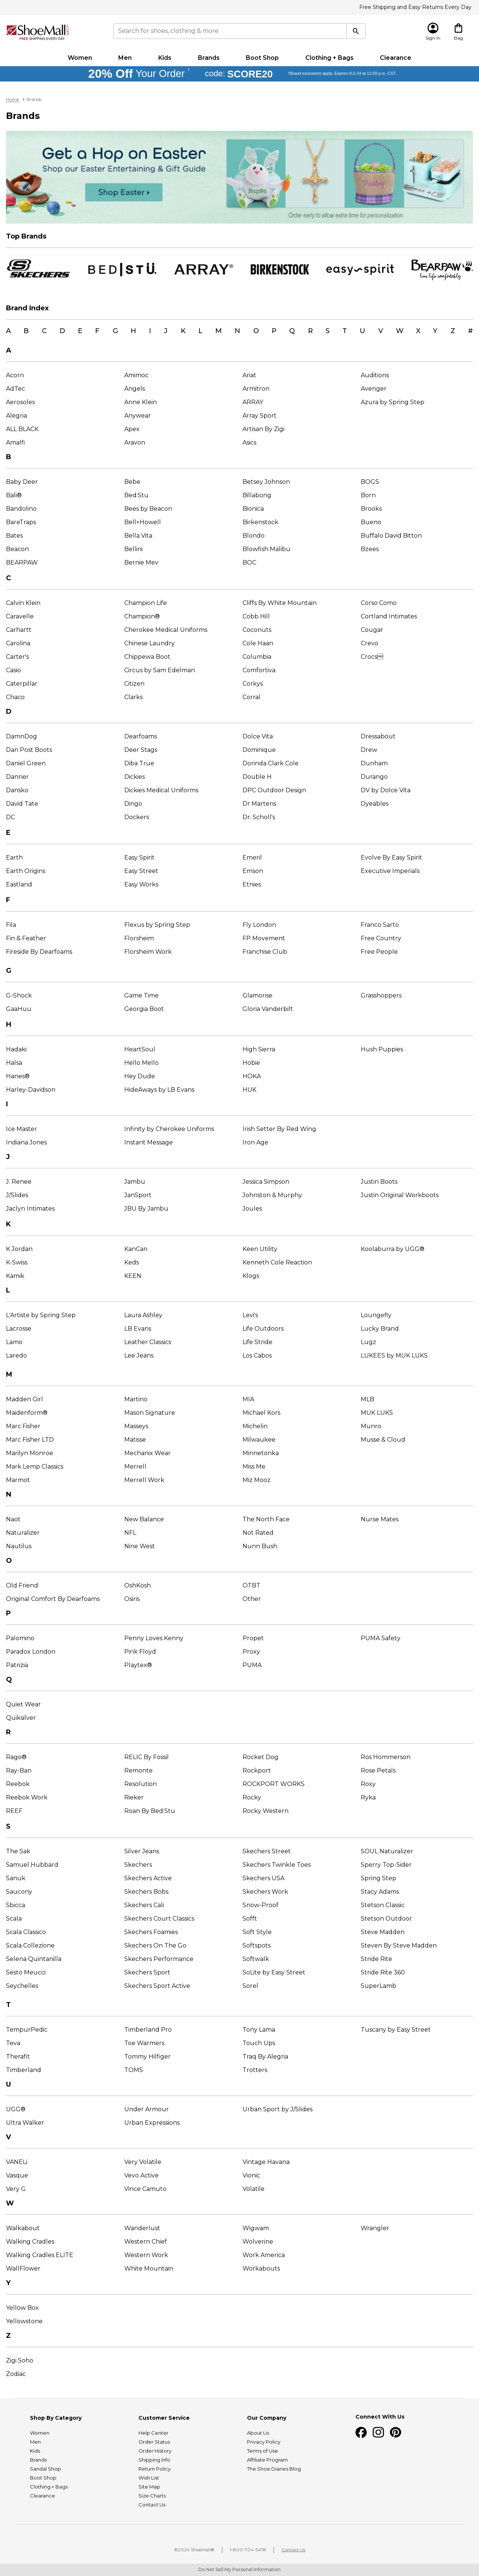 Free Shipping and Easy Returns Every Day
ShoeMall
FREE SHIPPING EVERY DAY
Search for shoes, clothing & more
Sign In
Bag
Women Men Kids Brands Boot Shop Clothing + Bags Clearance
20% Off Your Order † code: SCORE20 †Brand exclusions apply. Expires 8-2-24 at 11:59 p.m. CST.
Home > Brands
Brands
Get a Hop on Easter
Shop our Easter Entertaining & Gift Guide
Shop Easter
Order early due to availability
Top Brands
SKECHERS BED|STÜ. ARRAY® BIRKENSTOCK easy spirit BEARPAW.
live life comfortably
Brand Index
A B C D E F G H I J K L M N O P Q R S T U V W X Y Z #
A
Acorn Amimoc Ariat Auditions
AdTec Angels Armitron Avenger
Aerosoles Anne Klein ARRAY Azura by Spring Step
Alegria Anywear Array Sport
ALL BLACK Apex Artisan By Zigi
Amalfi Aravon Asics
B
Baby Deer Bebe Betsey Johnson BOGS
Bali® Bed:Stu Billabong Born
Bandolino Bees by Beacon Bionica Brooks
BareTraps Bell+Howell Birkenstock Bueno
Bates Bella Vita Blondo Buffalo David Bitton
Beacon Bellini Blowfish Malibu Bzees
BEARPAW Bernie Mev BOC
C
Calvin Klein Champion Life Cliffs By White Mountain Corso Como
Caravelle Champion® Cobb Hill Cortland Intimates
Carhartt Cherokee Medical Uniforms Coconuts Cougar
Carolina Chinese Laundry Cole Haan Crevo
Carter's Chippewa Boot Columbia Crocs
Casio Circus by Sam Edelman Comfortiva
Caterpillar Citizen Corkys
Chaco Clarks Corral
D
DamnDog Dearfoams Dolce Vita Dressabout
Dan Post Boots Deer Stags Dominique Drew
Daniel Green Diba True Dorinda Clark Cole Dunham
Danner Dickies Double H Durango
Dansko Dickies Medical Uniforms DPC Outdoor Design DV by Dolce Vita
David Tate Dingo Dr Martens Dyeables
DC Dockers Dr. Scholl's
E
Earth Easy Spirit Emeril Evolve By Easy Spirit
Earth Origins Easy Street Emson Executive Imperials
Eastland Easy Works Etnies
F
Fila Flexus by Spring Step Fly London Franco Sarto
Fin & Feather Florsheim FP Movement Free Country
Fireside By Dearfoams Florsheim Work Franchise Club Free People
G
G-Shock Game Time Glamorise Grasshoppers
GaaHuu Georgia Boot Gloria Vanderbilt
H
Hadaki HeartSoul High Sierra Hush Puppies
Halsa Hello Mello Hobie
Hanes® Hey Dude HOKA
Harley-Davidson HideAways by LB Evans HUK
I
Ice Master Infinity by Cherokee Uniforms Irish Setter By Red Wing
Indiana Jones Instant Message Iron Age
J
J. Renee Jambu Jessica Simpson Justin Boots
J/Slides JanSport Johnston & Murphy Justin Original Workboots
Jaclyn Intimates JBU By Jambu Joules
K
K Jordan KanCan Keen Utility Koolaburra by UGG®
K-Swiss Keds Kenneth Cole Reaction
Kamik KEEN Klogs
L
L'Artiste by Spring Step Laura Ashley Levi's Loungefly
Lacrosse LB Evans Life Outdoors Lucky Brand
Lamo Leather Classics Life Stride Lugz
Laredo Lee Jeans Los Cabos LUKEES by MUK LUKS
M
Madden Girl Martino MIA MLB
Maidenform® Mason Signature Michael Kors MUK LUKS
Marc Fisher Masseys Michelin Munro
Marc Fisher LTD Matisse Milwaukee Musse & Cloud
Marilyn Monroe Mechanix Wear Minnetonka
Mark Lemp Classics Merrell Miss Me
Marmot Merrell Work Miz Mooz
N
Naot New Balance The North Face Nurse Mates
Naturalizer NFL Not Rated
Nautilus Nine West Nunn Bush
O
Old Friend OshKosh OTBT
Original Comfort By Dearfoams Osiris Other
P
Palomino Penny Loves Kenny Propet PUMA Safety
Paradox London Pink Floyd Proxy
Patrizia Playtex® PUMA
Q
Quiet Wear
Quiksilver
R
Rago® RELIC By Fossil Rocket Dog Ros Hommerson
Ray-Ban Remonte Rockport Rose Petals
Reebok Resolution ROCKPORT WORKS Roxy
Reebok Work Rieker Rocky Ryka
REEF Roan By Bed:Stu Rocky Western
S
The Sak Silver Jeans Skechers Street SOUL Naturalizer
Samuel Hubbard Skechers Skechers Twinkle Toes Sperry Top-Sider
Sanuk Skechers Active Skechers USA Spring Step
Saucony Skechers Bobs Skechers Work Stacy Adams
Sbicca Skechers Cali Snow-Proof Stetson Classic
Scala Skechers Court Classics Sofft Stetson Outdoor
Scala Classico Skechers Foamies Soft Style Steve Madden
Scala Collezione Skechers On The Go Softspots Steven By Steve Madden
Selena Quintanilla Skechers Performance Softwalk Stride Rite
Sesto Meucci Skechers Sport SoLite by Easy Street Stride Rite 360
Seychelles Skechers Sport Active Sorel SuperLamb
T
TempurPedic Timberland Pro Tony Lama Tuscany by Easy Street
Teva Toe Warmers Touch Ups
Therafit Tommy Hilfiger Traq By Alegria
Timberland TOMS Trotters
U
UGG® Under Armour Urban Sport by J/Slides
Ultra Walker Urban Expressions
V
VANELi Very Volatile Vintage Havana
Vasque Vevo Active Vionic
Very G Vince Camuto Volatile
W
Walkabout Wanderlust Wigwam Wrangler
Walking Cradles Western Chief Wolverine
Walking Cradles ELITE Western Work Work America
WallFlower White Mountain Workabouts
Y
Yellow Box
Yellowstone
Z
Zigi Soho
Zodiac
Shop By Category Customer Service Our Company Connect With Us
Women Help Center About Us
Men Order Status Privacy Policy
Kids Order History Terms of Use
Brands Shipping Info Affiliate Program
Sandal Shop Return Policy The Shoe Diaries Blog
Boot Shop Wish List
Clothing + Bags Site Map
Clearance Size Charts
Contact Us
©2024 ShoeMall® | 1-800-704-5478 | Contact Us
Do Not Sell My Personal Information